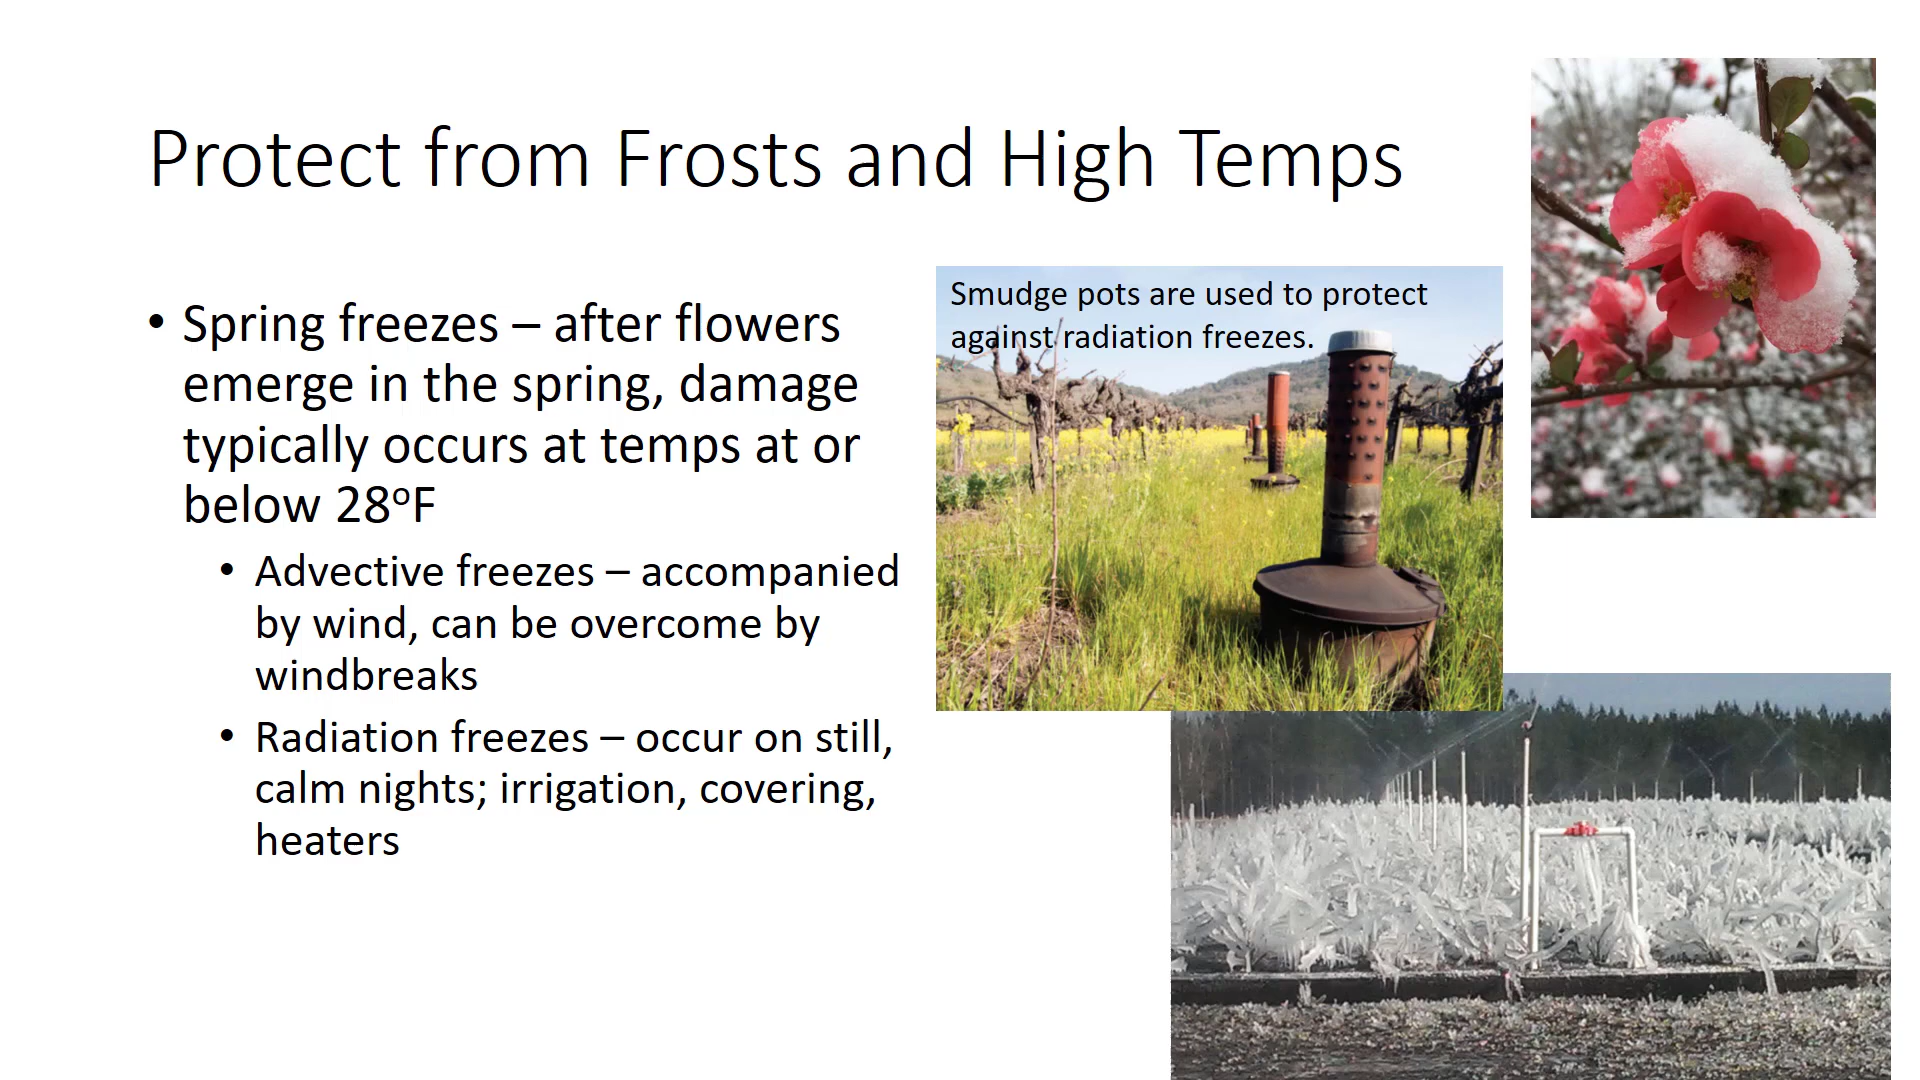 Protect from Frosts and High Temps
• Spring freezes – after flowers
emerge in the spring, damage
typically occurs at temps at or
below 28ºF
• Advective freezes – accompanied
by wind, can be overcome by
windbreaks
• Radiation freezes – occur on still,
calm nights; irrigation, covering,
heaters
Smudge pots are used to protect
against radiation freezes.